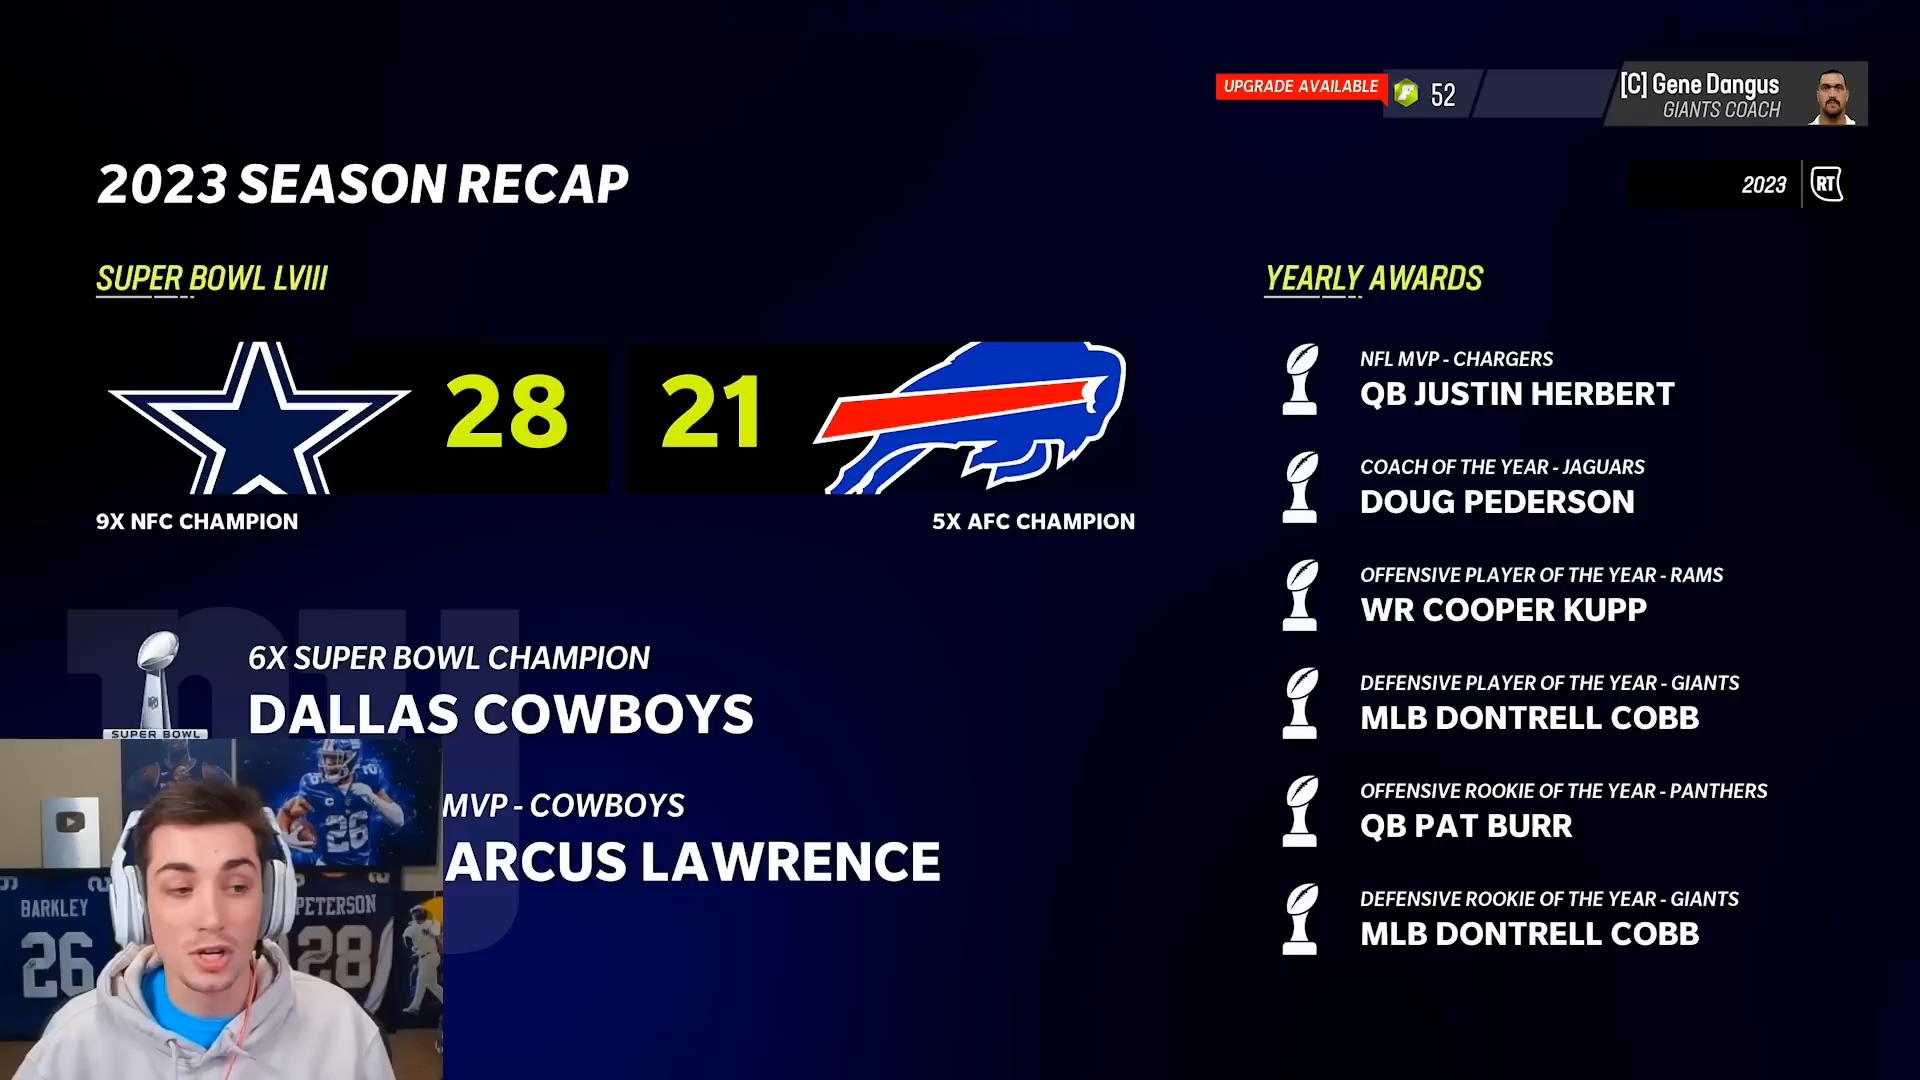 UPGRADE AVAILABLE
52
[C] Gene Dangus
GIANTS COACH
2023 SEASON RECAP
2023
RT
SUPER BOWL LVIII
28
21
9X NFC CHAMPION
5X AFC CHAMPION
6X SUPER BOWL CHAMPION
DALLAS COWBOYS
SUPER BOWL
MVP - COWBOYS
ARCUS LAWRENCE
YEARLY AWARDS
NFL MVP - CHARGERS
QB JUSTIN HERBERT
COACH OF THE YEAR - JAGUARS
DOUG PEDERSON
OFFENSIVE PLAYER OF THE YEAR - RAMS
WR COOPER KUPP
DEFENSIVE PLAYER OF THE YEAR - GIANTS
MLB DONTRELL COBB
OFFENSIVE ROOKIE OF THE YEAR - PANTHERS
QB PAT BURR
DEFENSIVE ROOKIE OF THE YEAR - GIANTS
MLB DONTRELL COBB
26
BARKLEY
26
PETERSON
28